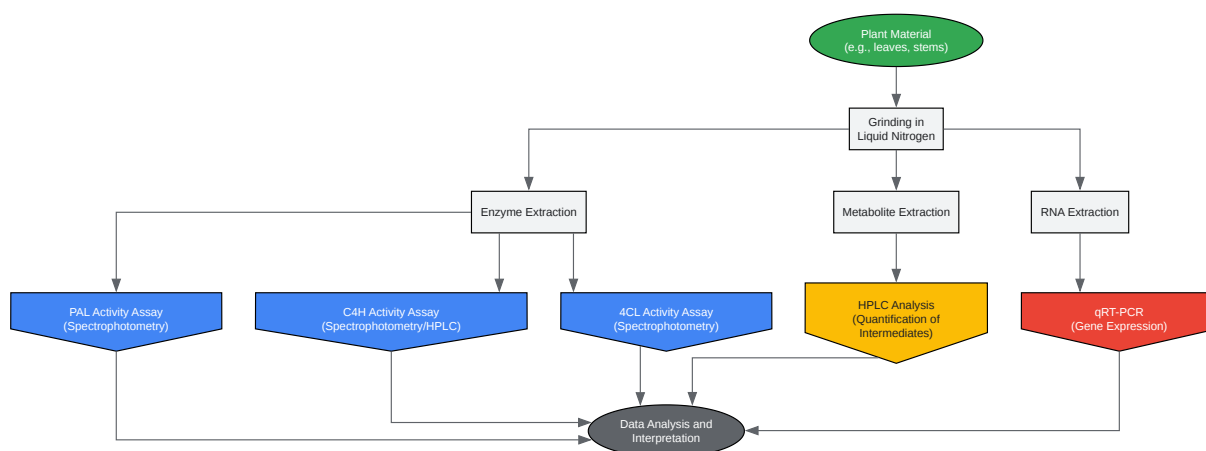 Plant Material
(e.g., leaves, stems)
Grinding in
Liquid Nitrogen
Enzyme Extraction
Metabolite Extraction
RNA Extraction
PAL Activity Assay
(Spectrophotometry)
C4H Activity Assay
(Spectrophotometry/HPLC)
4CL Activity Assay
(Spectrophotometry)
HPLC Analysis
(Quantification of
Intermediates)
qRT-PCR
(Gene Expression)
Data Analysis and
Interpretation